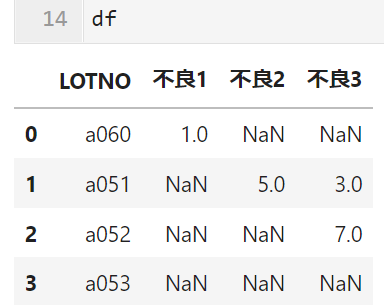 14 df
LOTNO 不良1 不良2 不良3
0 a060 1.0 NaN NaN
1 a051 NaN 5.0 3.0
2 a052 NaN NaN 7.0
3 a053 NaN NaN NaN